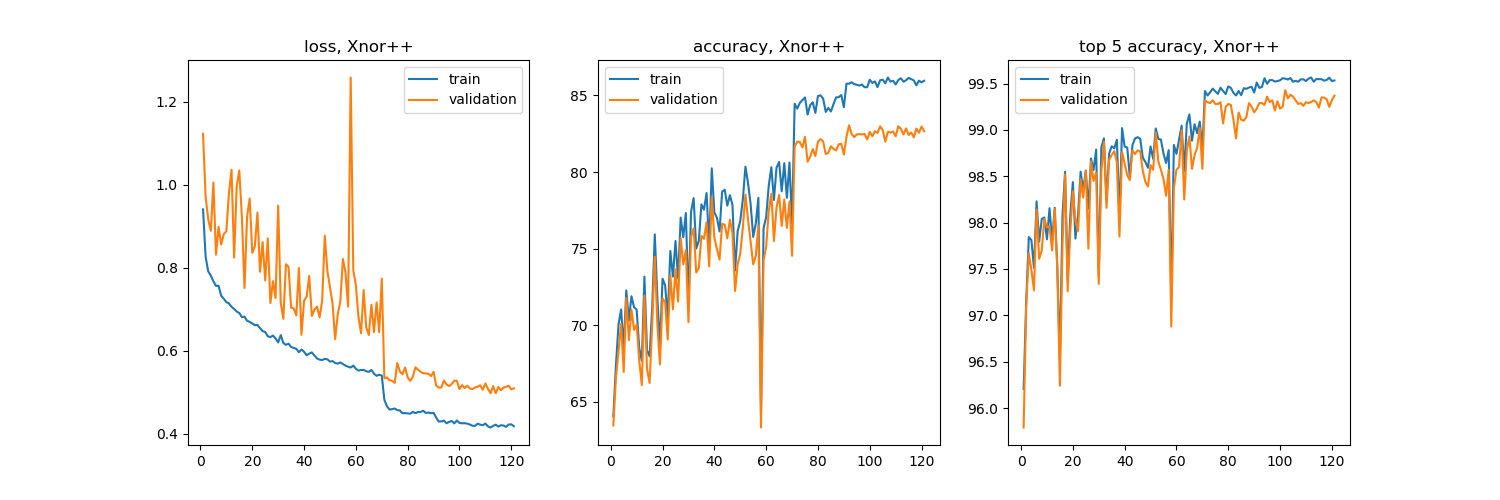 loss, Xnor++
train
validation
1.2
1.0
0.8
0.6
0.4
0 20 40 60 80 100 120
accuracy, Xnor++
train
validation
85
80
75
70
65
0 20 40 60 80 100 120
top 5 accuracy, Xnor++
train
validation
99.5
99.0
98.5
98.0
97.5
97.0
96.5
96.0
0 20 40 60 80 100 120